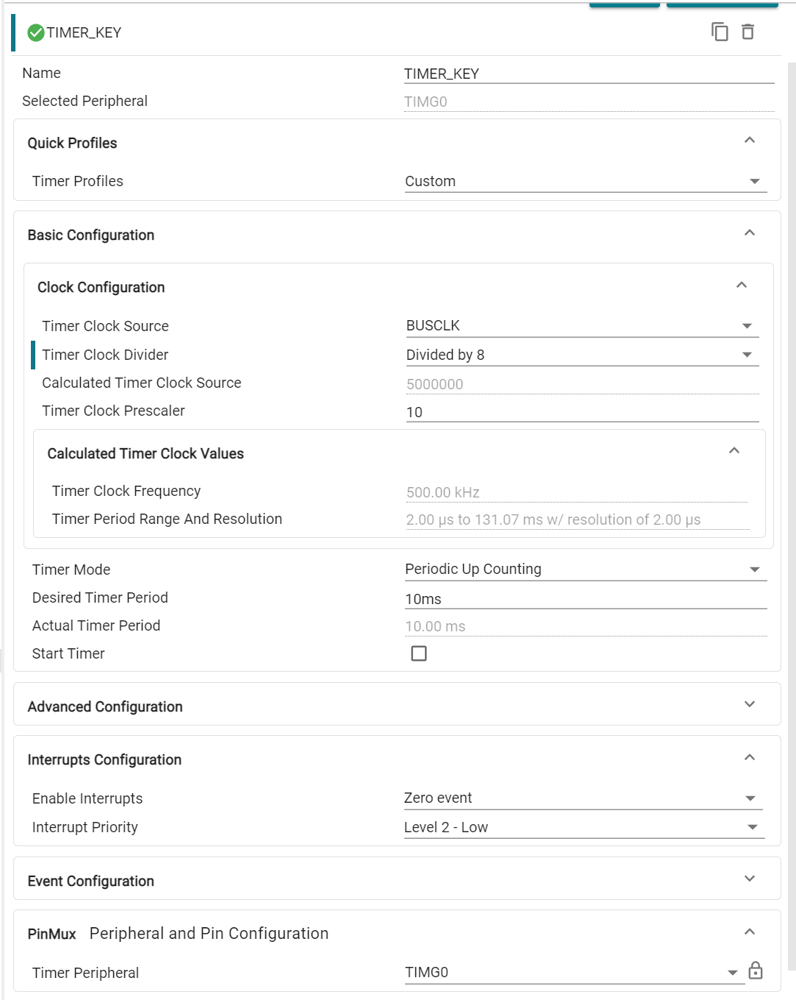 TIMER_KEY
Name TIMER_KEY
Selected Peripheral TIMG0
Quick Profiles
Timer Profiles Custom
Basic Configuration
Clock Configuration
Timer Clock Source BUSCLK
Timer Clock Divider Divided by 8
Calculated Timer Clock Source 5000000
Timer Clock Prescaler 10
Calculated Timer Clock Values
Timer Clock Frequency 500.00 kHz
Timer Period Range And Resolution 2.00 µs to 131.07 ms w/ resolution of 2.00 µs
Timer Mode Periodic Up Counting
Desired Timer Period 10ms
Actual Timer Period 10.00 ms
Start Timer
Advanced Configuration
Interrupts Configuration
Enable Interrupts Zero event
Interrupt Priority Level 2 - Low
Event Configuration
PinMux Peripheral and Pin Configuration
Timer Peripheral TIMG0